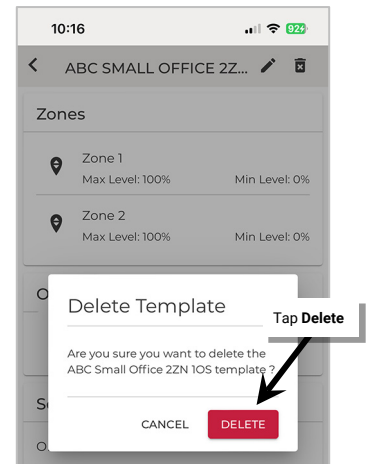 10:16
92
ABC SMALL OFFICE 2Z...
Zones
Zone 1
Max Level: 100% Min Level: 0%
Zone 2
Max Level: 100% Min Level: 0%
O
Delete Template
Tap Delete
Are you sure you want to delete the
ABC Small Office 2ZN 1OS template ?
S
CANCEL DELETE
O